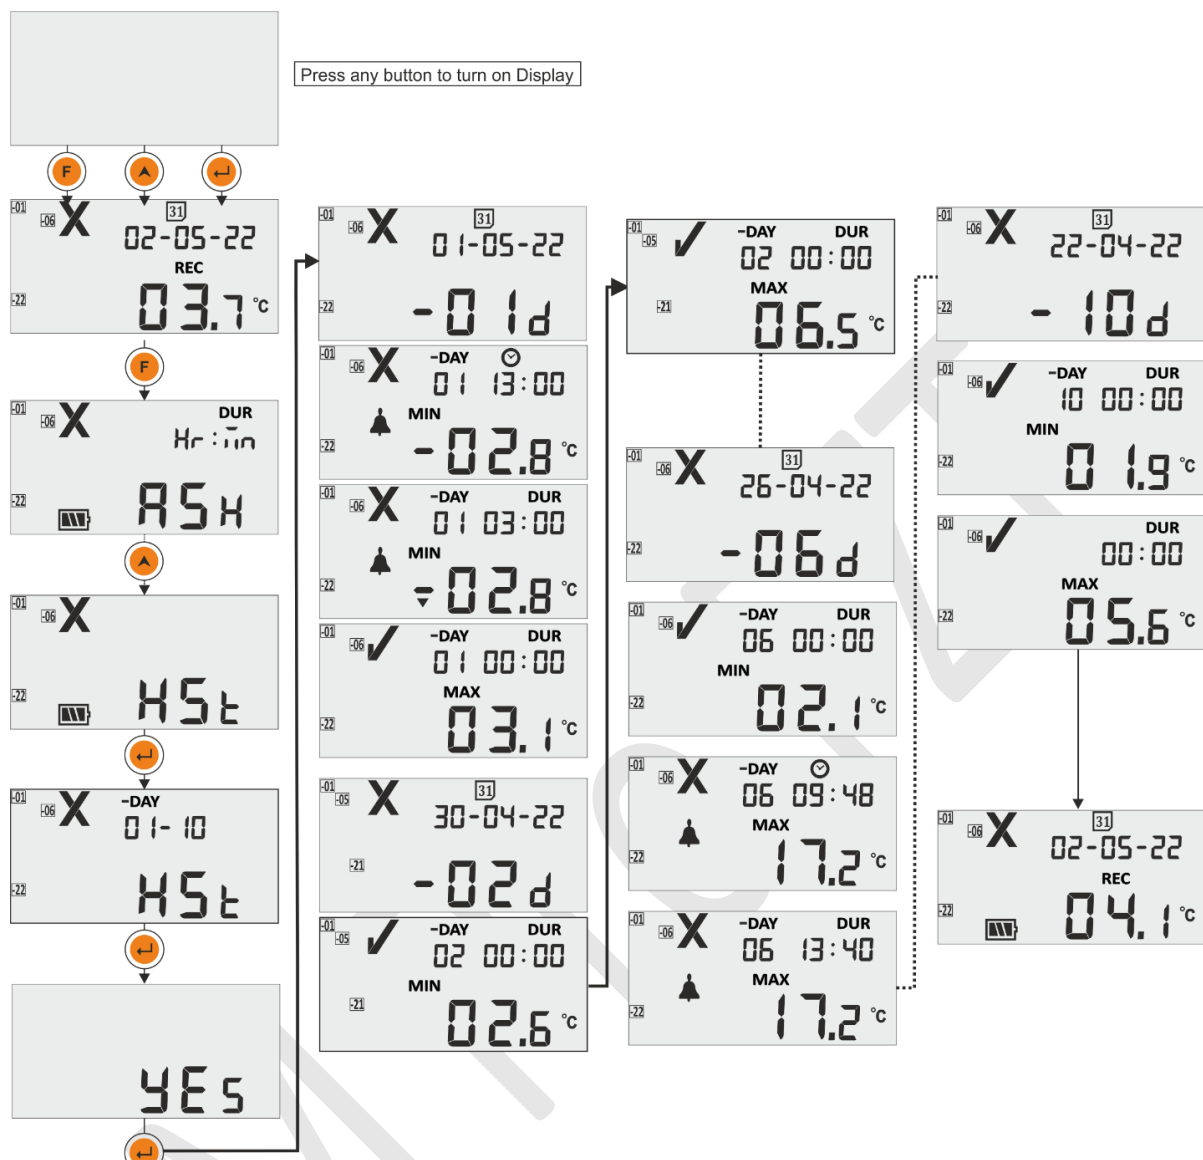 Press any button to turn on Display
F
-01
-06 X 31
02-05-22
REC
-22
03.7 °C
F
-01
-06 X DUR
Hr:
-22
ASH
-01
-06 X
-22
HSt
-01
-06 X -DAY
01-10
-22
HSt
YES
-01
-06 X 31
01-05-22
-22
-01d
-01
-06 X -DAY
01 13:00
MIN
-22
-02.8 °C
-01
-06 X -DAY DUR
01 03:00
MIN
-22
-02.8 °C
-01
-06 -DAY DUR
01 00:00
MAX
-22
03.1 °C
-01
-05 X 31
30-04-22
-21
-02d
-01
-05 -DAY DUR
02 00:00
MIN
-21
02.6 °C
-01
-05 -DAY DUR
02 00:00
MAX
-21
06.5 °C
-01
-06 X 31
26-04-22
-22
-06d
-01
-06 -DAY DUR
06 00:00
MIN
-22
02.1 °C
-01
-06 X -DAY
06 09:48
MAX
-22
17.2 °C
-01
-06 X -DAY DUR
06 13:40
MAX
-22
17.2 °C
-01
-06 X 31
22-04-22
-22
-10d
-01
-06 -DAY DUR
10 00:00
MIN
-22
01.9 °C
-01
-06 DUR
00:00
MAX
-22
05.6 °C
-01
-06 X 31
02-05-22
REC
-22
04.1 °C